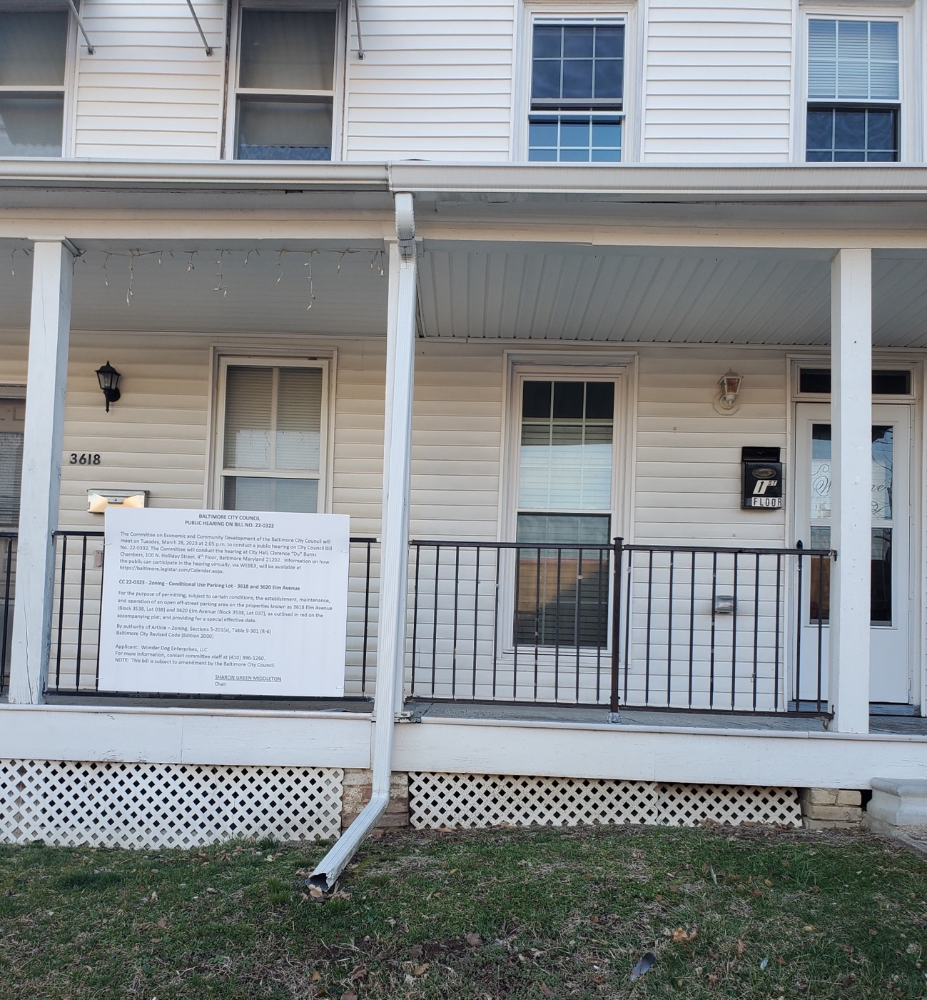 3618
BALTIMORE CITY COUNCIL
PUBLIC HEARING ON BILL NO. 22-0323
The Committee on Economic and Community Development of the Baltimore City Council will
meet on Tuesday, March 28, 2023 at 2:05 p.m. to conduct a public hearing on City Council Bill
No. 22-0332. The Committee will conduct the hearing at City Hall, Clarence "Du" Burns
Chambers, 100 N. Holliday Street, 4th Floor, Baltimore Maryland 21202. Information on how
the public can participate in the hearing virtually, via WEBEX, will be available at
https://baltimore.legistar.com/Calendar.aspx.
CC 22-0323 - Zoning - Conditional Use Parking Lot - 3618 and 3620 Elm Avenue
For the purpose of permitting, subject to certain conditions, the establishment, maintenance,
and operation of an open off-street parking area on the properties known as 3618 Elm Avenue
(Block 3538, Lot 038) and 3620 Elm Avenue (Block 3538, Lot 037), as outlined in red on the
accompanying plat; and providing for a special effective date.
By authority of Article – Zoning, Sections 5-201(a), Table 9-301 (R-6)
Baltimore City Revised Code (Edition 2000)
Applicant: Wonder Dog Enterprises, LLC
For more information, contact committee staff at (410) 396-1260.
NOTE: This bill is subject to amendment by the Baltimore City Council.
SHARON GREEN MIDDLETON
Chair
1ST
FLOOR